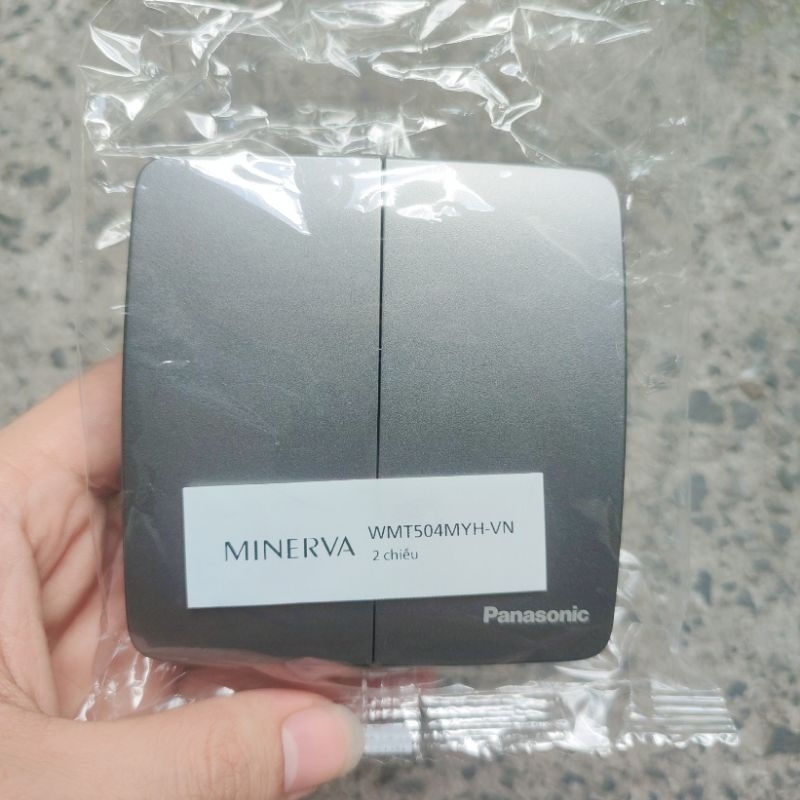 MINERVA WMT504MYH-VN
2 chiều
Panasonic